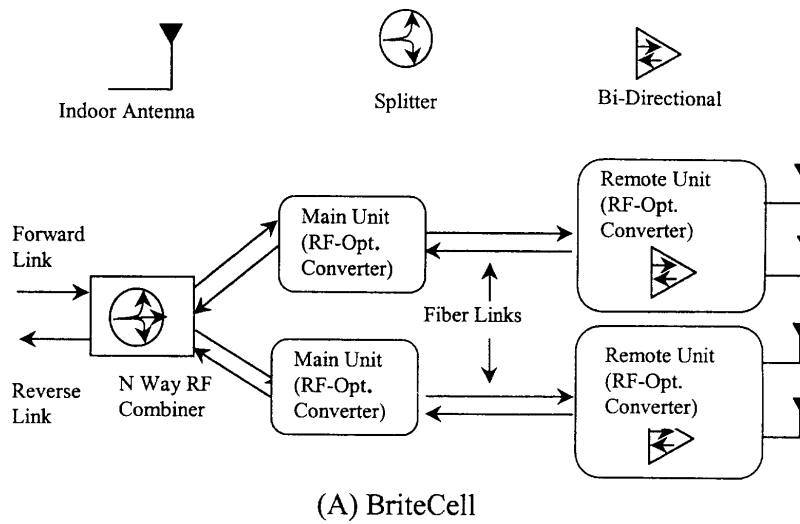 Indoor Antenna
Splitter
Bi-Directional
Forward
Link
Reverse
Link
N Way RF
Combiner
Main Unit
(RF-Opt.
Converter)
Main Unit
(RF-Opt.
Converter)
Fiber Links
Remote Unit
(RF-Opt.
Converter)
Remote Unit
(RF-Opt.
Converter)
(A) BriteCell